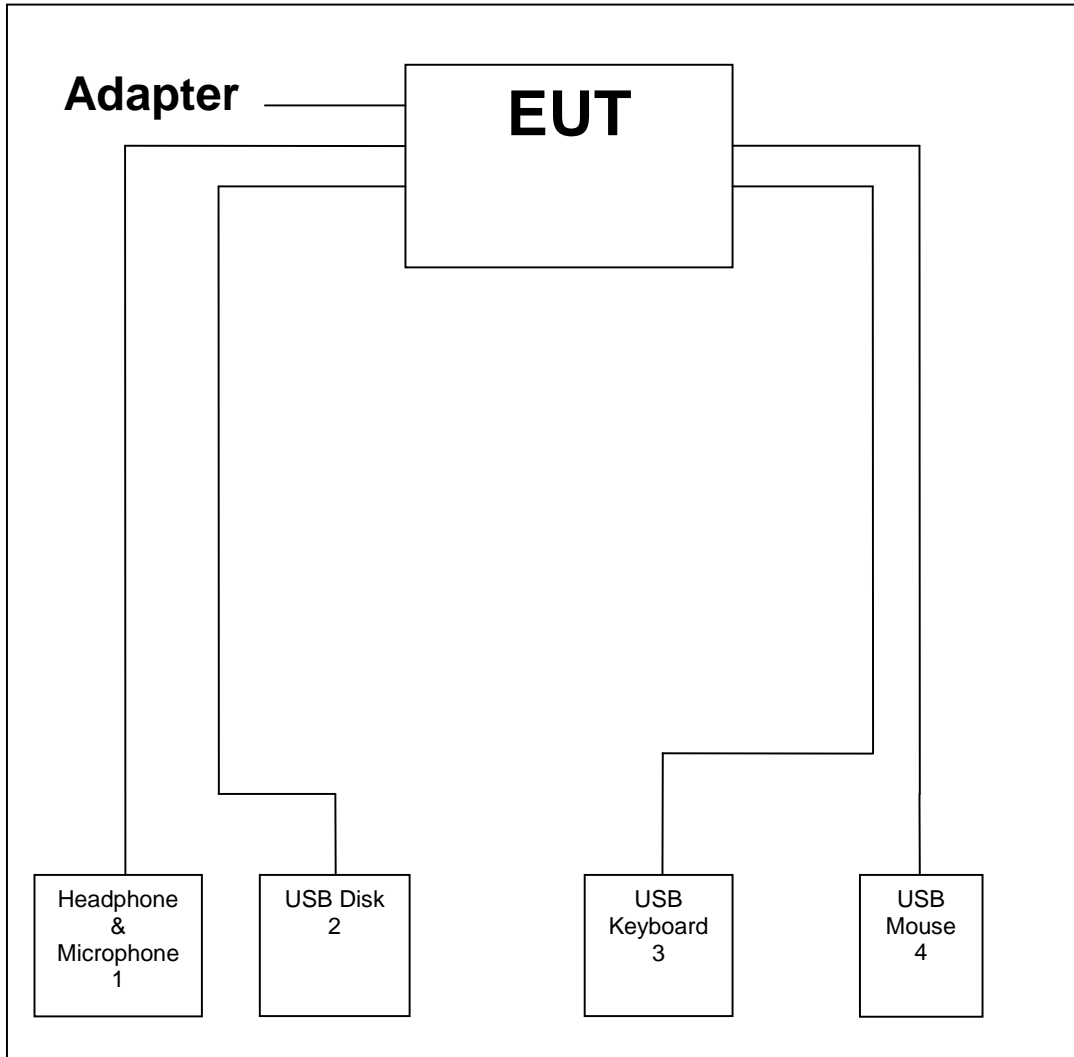 Adapter
EUT
Headphone
&
Microphone
1
USB Disk
2
USB
Keyboard
3
USB
Mouse
4